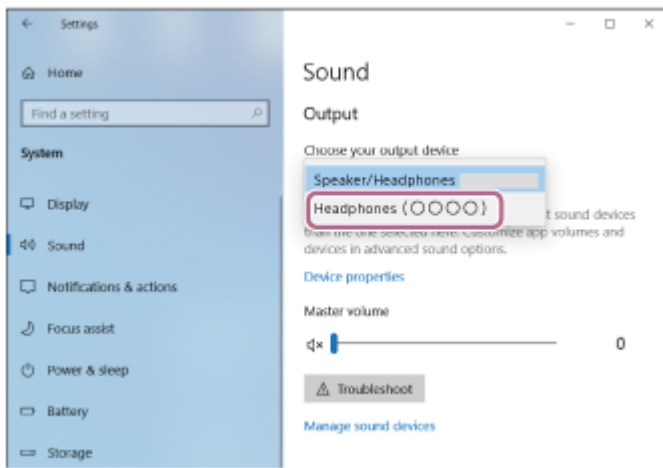 Settings
Home
Find a setting
System
Display
Sound
Notifications & actions
Focus assist
Power & sleep
Battery
Storage
Sound
Output
Choose your output device
Speaker/Headphones
Headphones (○○○○)
t sound devices
than the one selected here. Customize app volumes and
devices in advanced sound options.
Device properties
Master volume
0
Troubleshoot
Manage sound devices